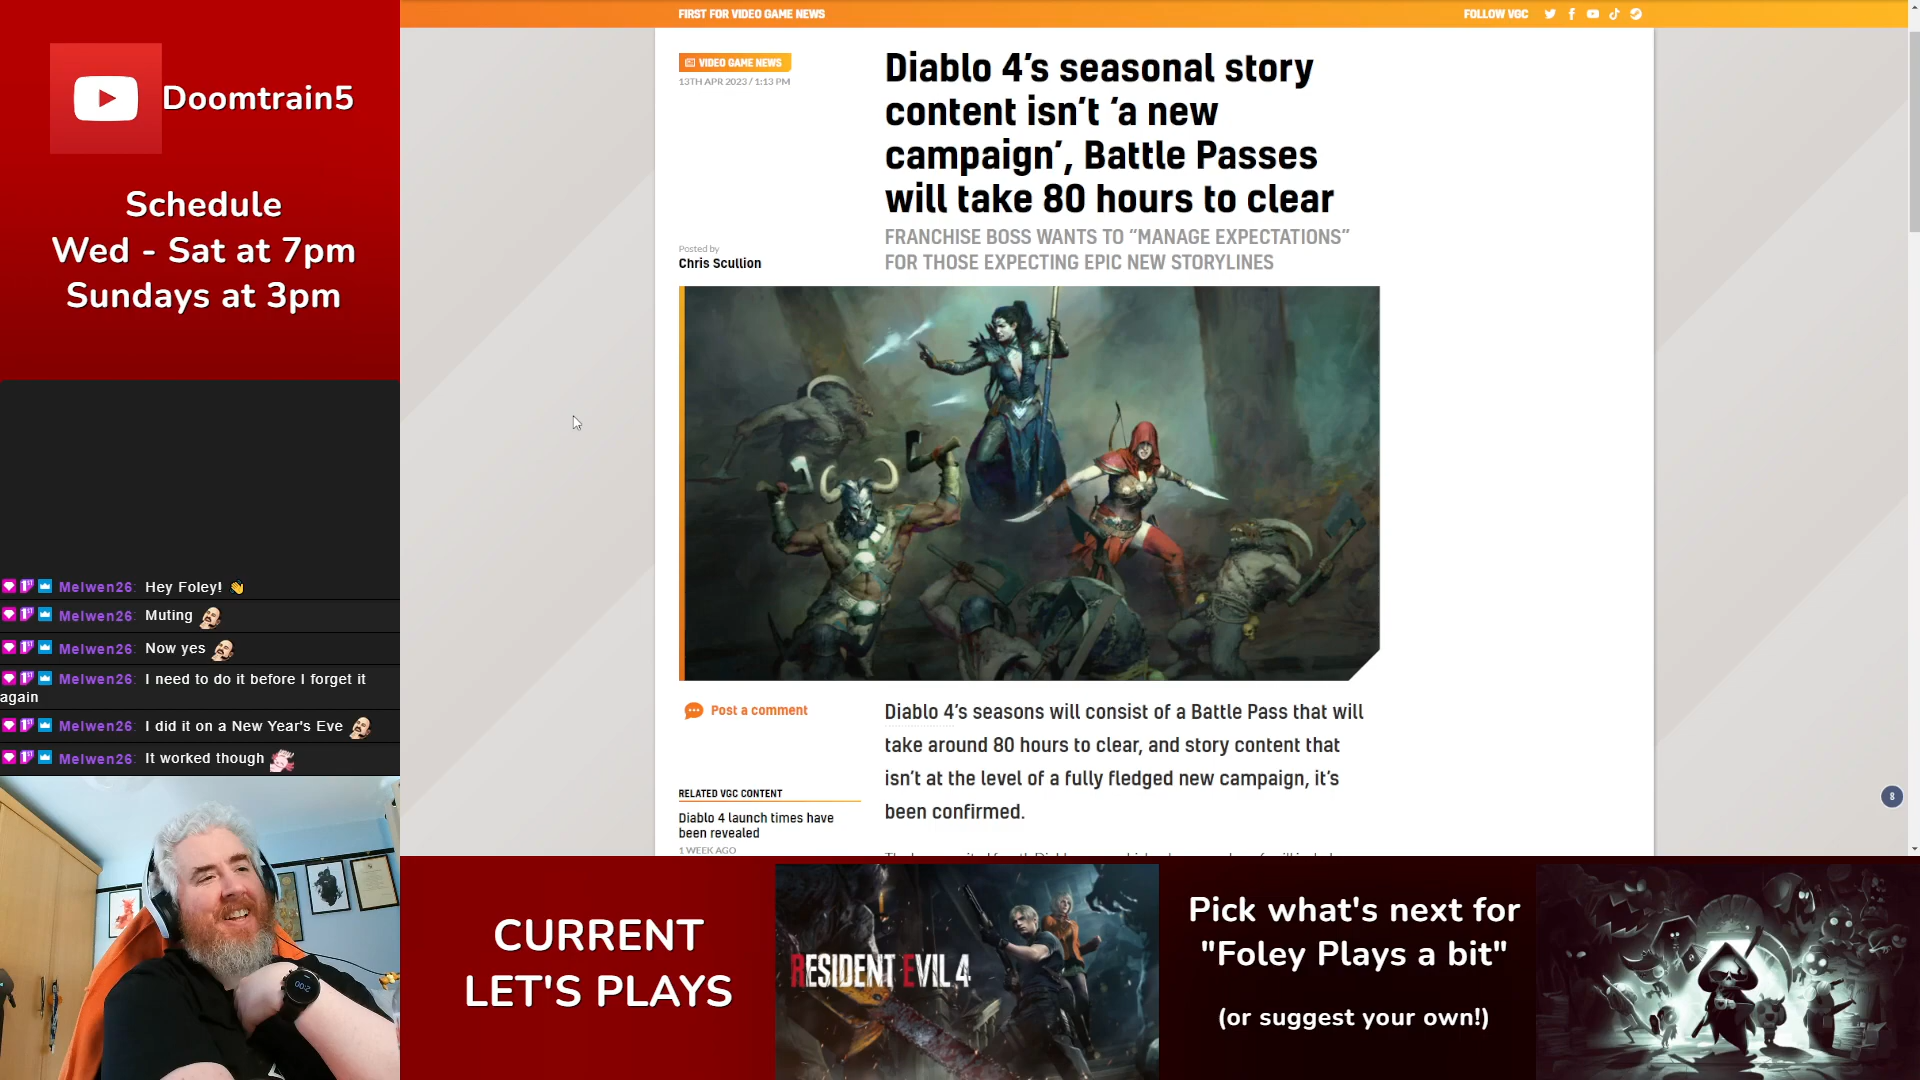 Doomtrain5
Schedule
Wed - Sat at 7pm
Sundays at 3pm
Melwen26: Hey Foley!
Melwen26: Muting
Melwen26: Now yes
Melwen26: I need to do it before I forget it
again
Melwen26: I did it on a New Year's Eve
Melwen26: It worked though
FIRST FOR VIDEO GAME NEWS
FOLLOW VGC
VIDEO GAME NEWS
13TH APR 2023 / 1:13 PM
Diablo 4’s seasonal story
content isn’t ‘a new
campaign’, Battle Passes
will take 80 hours to clear
FRANCHISE BOSS WANTS TO “MANAGE EXPECTATIONS”
FOR THOSE EXPECTING EPIC NEW STORYLINES
Posted by
Chris Scullion
Post a comment
Diablo 4’s seasons will consist of a Battle Pass that will
take around 80 hours to clear, and story content that
isn’t at the level of a fully fledged new campaign, it’s
been confirmed.
RELATED VGC CONTENT
Diablo 4 launch times have
been revealed
1 WEEK AGO
CURRENT
LET'S PLAYS
RESIDENT EVIL 4
Pick what's next for
"Foley Plays a bit"
(or suggest your own!)